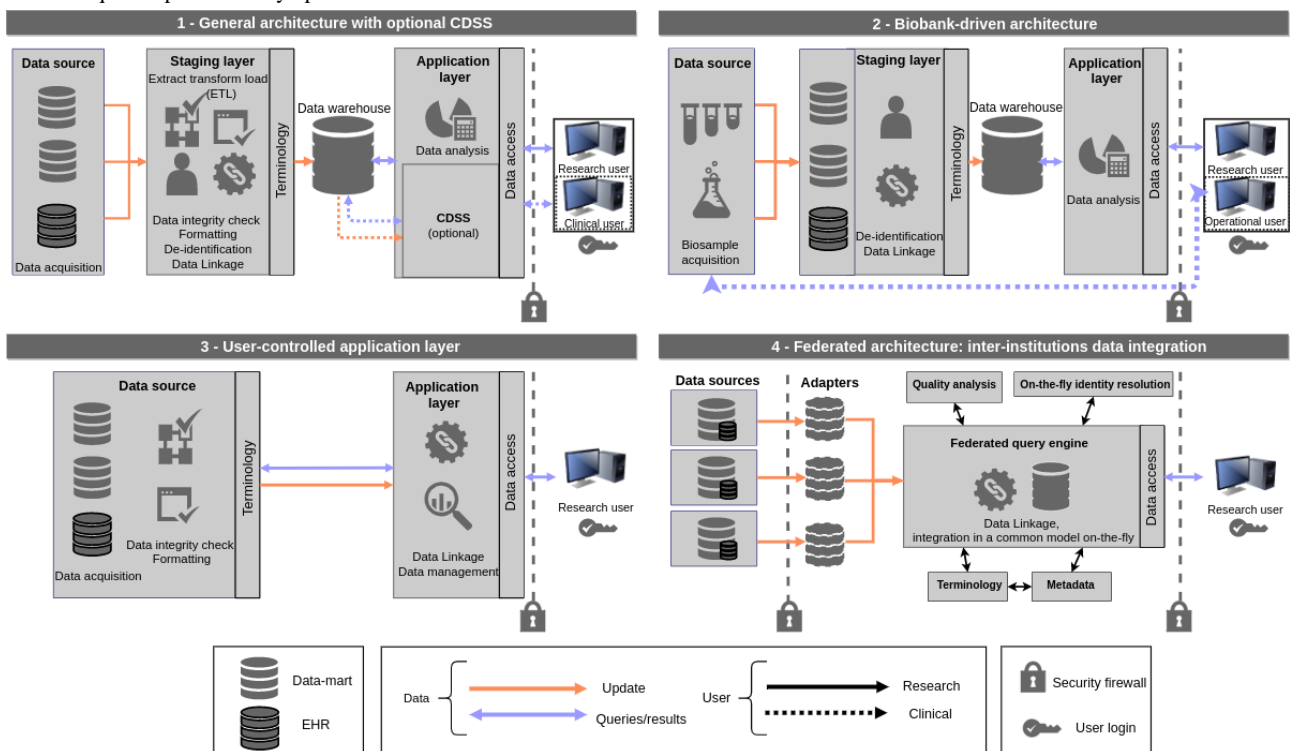 1 - General architecture with optional CDSS
Data source
Data acquisition
Staging layer
Extract transform load
(ETL)
Data integrity check
Formatting
De-identification
Data Linkage
Terminology
Data warehouse
Application
layer
Data analysis
CDSS
(optional)
Data access
Research user
Clinical user
2 - Biobank-driven architecture
Data source
Biosample
acquisition
Staging layer
De-identification
Data Linkage
Terminology
Data warehouse
Application
layer
Data analysis
Data access
Research user
Operational user
3 - User-controlled application layer
Data source
Data integrity check
Formatting
Data acquisition
Terminology
Application
layer
Data Linkage
Data management
Data access
Research user
4 - Federated architecture: inter-institutions data integration
Data sources
Adapters
Quality analysis
On-the-fly identity resolution
Federated query engine
Data Linkage,
integration in a common model on-the-fly
Data access
Terminology
Metadata
Research user
Data-mart
EHR
Data
Update
Queries/results
User
Research
Clinical
Security firewall
User login